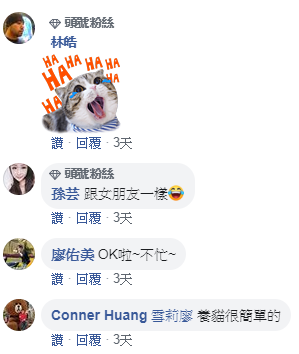 頭號粉絲
林皓
HA HA HA HA HA HA HA
讚 · 回覆 · 3天
頭號粉絲
孫芸 跟女朋友一樣😂
讚 · 回覆 · 3天
廖佑美 OK啦~不忙~
讚 · 回覆 · 3天
Conner Huang 雪莉廖 養貓很簡單的
讚 · 回覆 · 3天